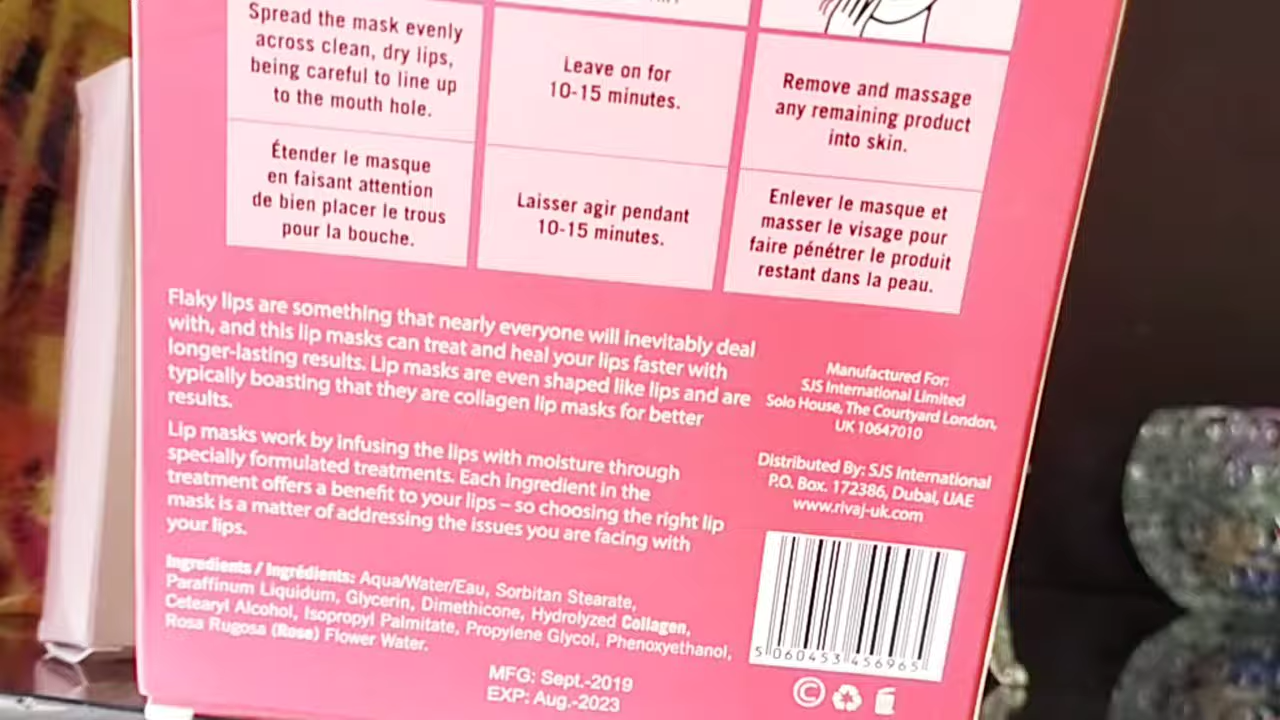 Spread the mask evenly
across clean, dry lips,
being careful to line up
to the mouth hole.
Leave on for
10-15 minutes.
Remove and massage
any remaining product
into skin.
Étender le masque
en faisant attention
de bien placer le trous
pour la bouche.
Laisser agir pendant
10-15 minutes.
Enlever le masque et
masser le visage pour
faire pénétrer le produit
restant dans la peau.
Flaky lips are something that nearly everyone will inevitably deal
with, and this lip masks can treat and heal your lips faster with
longer-lasting results. Lip masks are even shaped like lips and are
typically boasting that they are collagen lip masks for better
results.
Lip masks work by infusing the lips with moisture through
specially formulated treatments. Each ingredient in the
treatment offers a benefit to your lips – so choosing the right lip
mask is a matter of addressing the issues you are facing with
your lips.
Ingredients / Ingrédients: Aqua/Water/Eau, Sorbitan Stearate,
Paraffinum Liquidum, Glycerin, Dimethicone, Hydrolyzed Collagen,
Cetearyl Alcohol, Isopropyl Palmitate, Propylene Glycol, Phenoxyethanol,
Rosa Rugosa (Rose) Flower Water.
MFG: Sept.-2019
EXP: Aug.-2023
Manufactured For:
SJS International Limited
Solo House, The Courtyard London,
UK 10647010
Distributed By: SJS International
P.O. Box. 172386, Dubai, UAE
www.rivaj-uk.com
5 060453 456965